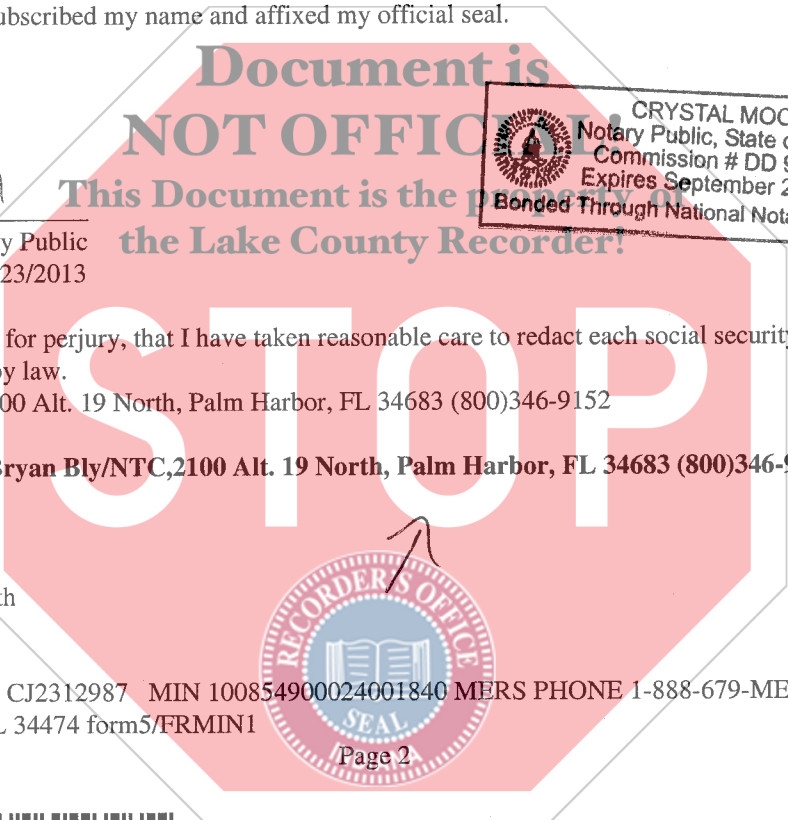 ubscribed my name and affixed my official seal.
Document is
NOT OFFICIAL!
This Document is the property of
the Lake County Recorder!
CRYSTAL MOO
Notary Public, State o
Commission # DD 9
Expires September 2
Bonded Through National Nota
y Public
23/2013
for perjury, that I have taken reasonable care to redact each social security
by law.
00 Alt. 19 North, Palm Harbor, FL 34683 (800)346-9152
Bryan Bly/NTC,2100 Alt. 19 North, Palm Harbor, FL 34683 (800)346-9
STOP
th
RECORDER'S OFFICE
CJ2312987 MIN 100854900024001840 MERS PHONE 1-888-679-ME
L 34474 form5/FRMIN1
SEAL
INDIANA
Page 2